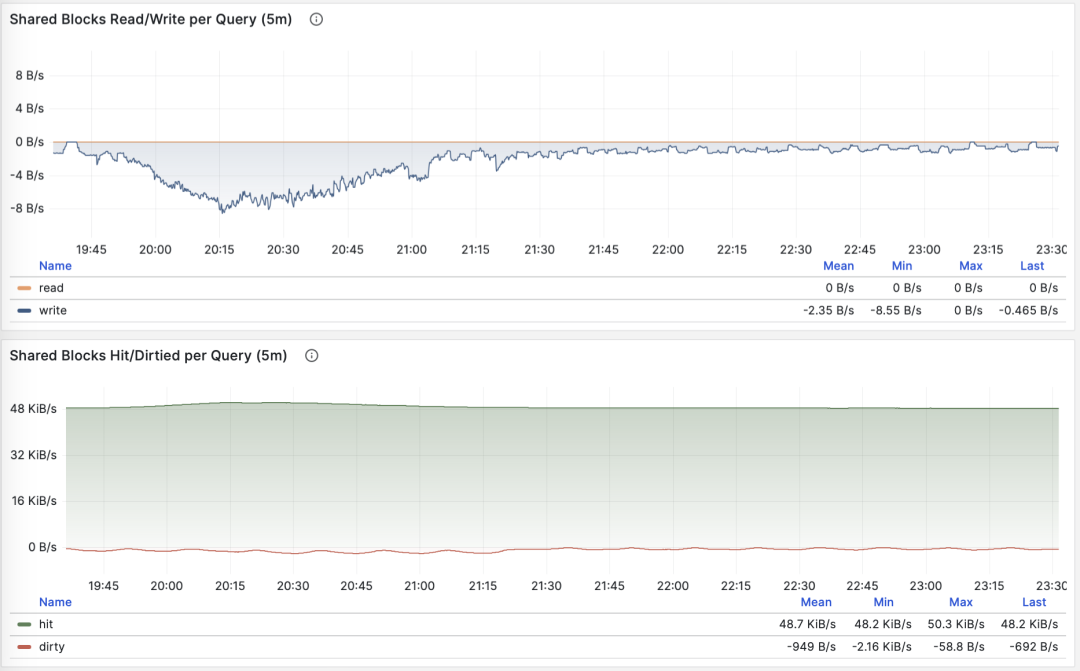 Shared Blocks Read/Write per Query (5m)
8 B/s
4 B/s
0 B/s
-4 B/s
-8 B/s
19:45 20:00 20:15 20:30 20:45 21:00 21:15 21:30 21:45 22:00 22:15 22:30 22:45 23:00 23:15 23:30
Name Mean Min Max Last
read 0 B/s 0 B/s 0 B/s 0 B/s
write -2.35 B/s -8.55 B/s 0 B/s -0.465 B/s
Shared Blocks Hit/Dirtied per Query (5m)
48 KiB/s
32 KiB/s
16 KiB/s
0 B/s
19:45 20:00 20:15 20:30 20:45 21:00 21:15 21:30 21:45 22:00 22:15 22:30 22:45 23:00 23:15 23:30
Name Mean Min Max Last
hit 48.7 KiB/s 48.2 KiB/s 50.3 KiB/s 48.2 KiB/s
dirty -949 B/s -2.16 KiB/s -58.8 B/s -692 B/s